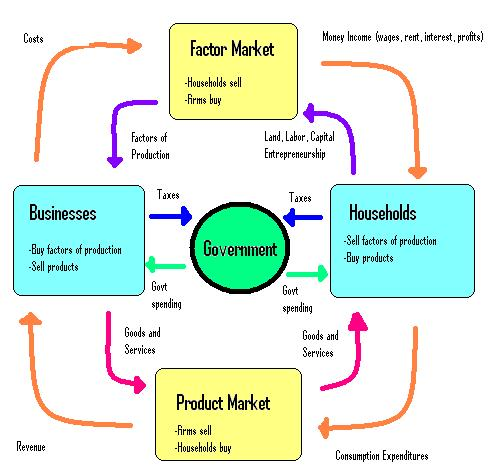 Costs
Factor Market
-Households sell
-Firms buy
Money Income (wages, rent, interest, profits)
Factors of
Production
Land, Labor, Capital
Entrepreneurship
Businesses
-Buy factors of production
-Sell products
Taxes
Government
Taxes
Households
-Sell factors of production
-Buy products
Govt
spending
Govt
spending
Goods and
Services
Goods and
Services
Product Market
-Firms sell
-Households buy
Revenue
Consumption Expenditures